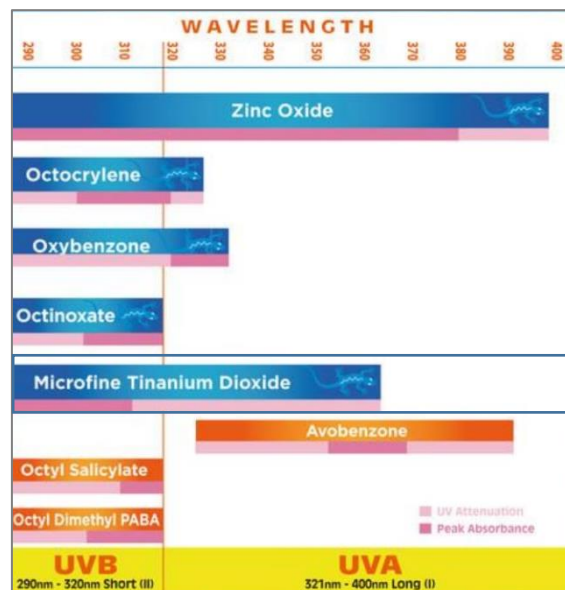 WAVELENGTH
290 300 310 320 330 340 350 360 370 380 390 400
Zinc Oxide
Octocrylene
Oxybenzone
Octinoxate
Microfine Tinanium Dioxide
Avobenzone
Octyl Salicylate
Octyl Dimethyl PABA
UV Attenuation
Peak Absorbance
UVB
290nm - 320nm Short (II)
UVA
321nm - 400nm Long (I)